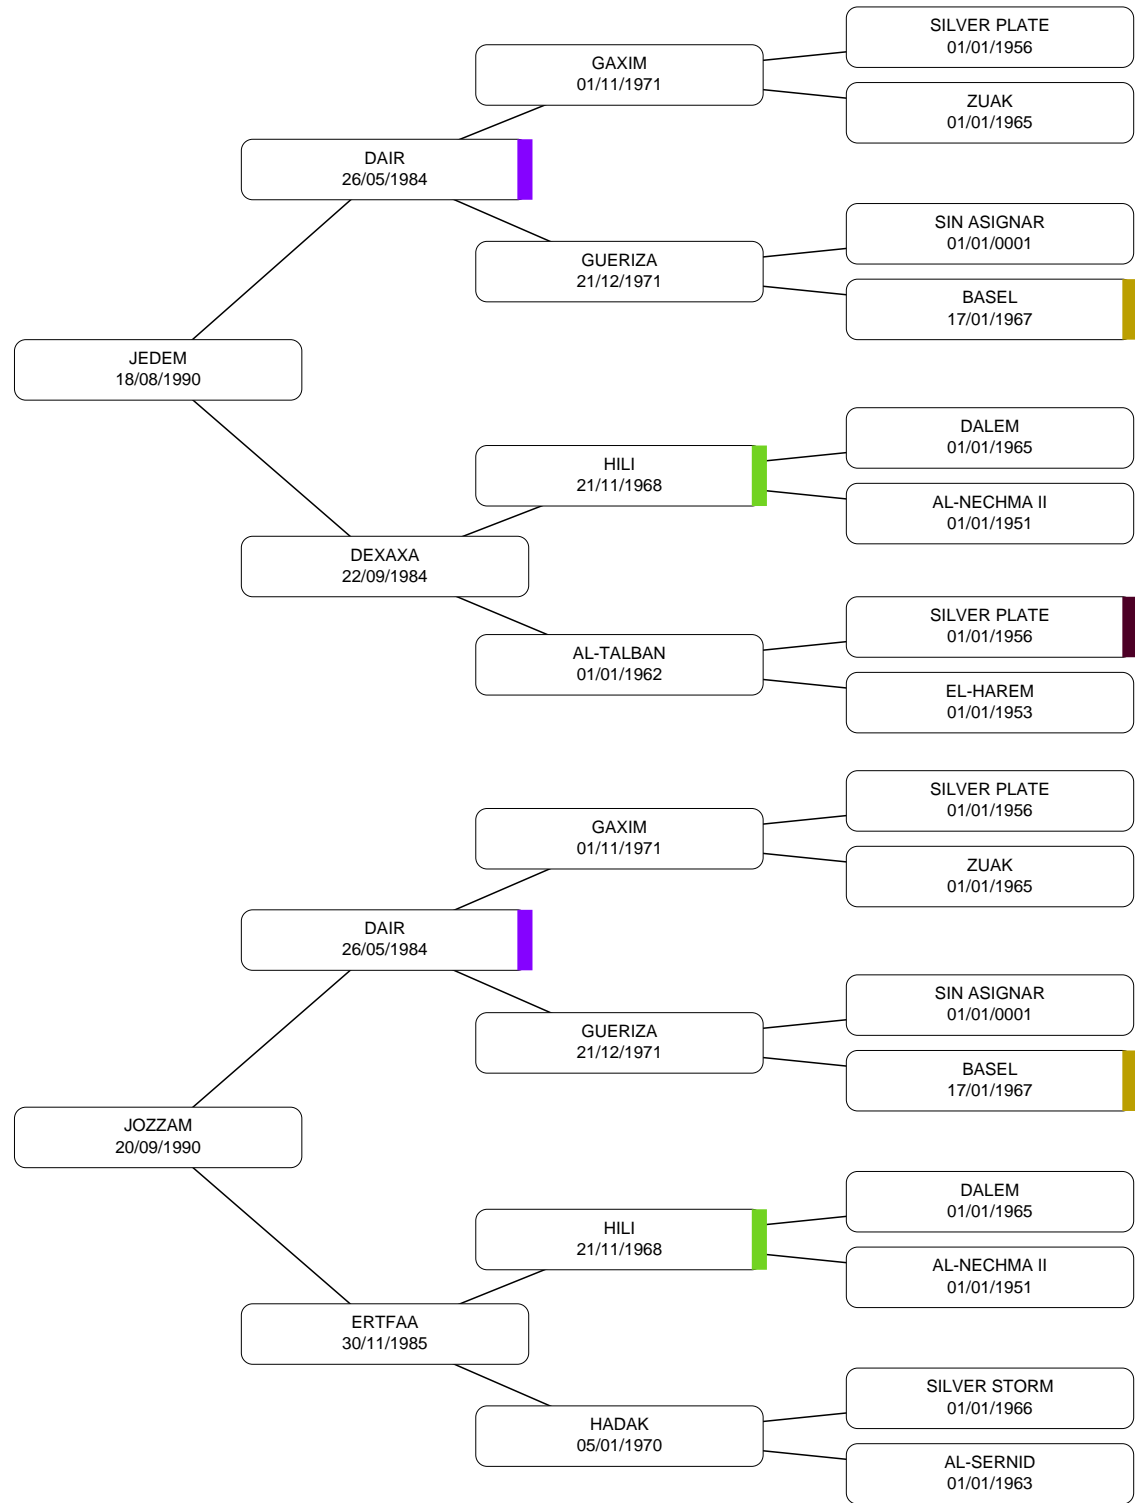 SILVER PLATE
01/01/1956
GAXIM
01/11/1971
ZUAK
01/01/1965
DAIR
26/05/1984
SIN ASIGNAR
01/01/0001
GUERIZA
21/12/1971
BASEL
17/01/1967
JEDEM
18/08/1990
DALEM
01/01/1965
HILI
21/11/1968
AL-NECHMA II
01/01/1951
DEXAXA
22/09/1984
SILVER PLATE
01/01/1956
AL-TALBAN
01/01/1962
EL-HAREM
01/01/1953
SILVER PLATE
01/01/1956
GAXIM
01/11/1971
ZUAK
01/01/1965
DAIR
26/05/1984
SIN ASIGNAR
01/01/0001
GUERIZA
21/12/1971
BASEL
17/01/1967
JOZZAM
20/09/1990
DALEM
01/01/1965
HILI
21/11/1968
AL-NECHMA II
01/01/1951
ERTFAA
30/11/1985
SILVER STORM
01/01/1966
HADAK
05/01/1970
AL-SERNID
01/01/1963